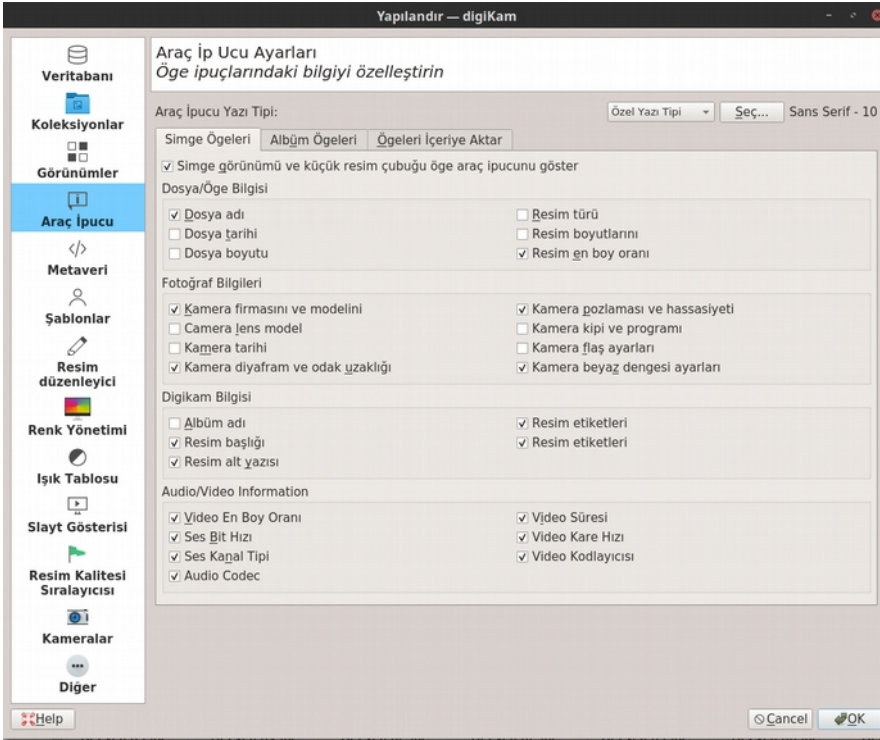 Yapılandır — digiKam
Veritabanı
Koleksiyonlar
Görünümler
Araç İpucu
Metaveri
Şablonlar
Resim
düzenleyici
Renk Yönetimi
Işık Tablosu
Slayt Gösterisi
Resim Kalitesi
Sıralayıcısı
Kameralar
Diğer
Araç İp Ucu Ayarları
Öge ipuçlarındaki bilgiyi özelleştirin
Araç İpucu Yazı Tipi:
Özel Yazı Tipi
Seç...
Sans Serif - 10
Simge Ögeleri
Albüm Ögeleri
Ögeleri İçeriye Aktar
Simge görünümü ve küçük resim çubuğu öge araç ipucunu göster
Dosya/Öge Bilgisi
Dosya adı
Dosya tarihi
Dosya boyutu
Resim türü
Resim boyutlarını
Resim en boy oranı
Fotoğraf Bilgileri
Kamera firmasını ve modelini
Camera lens model
Kamera tarihi
Kamera diyafram ve odak uzaklığı
Kamera pozlaması ve hassasiyeti
Kamera kipi ve programı
Kamera flaş ayarları
Kamera beyaz dengesi ayarları
Digikam Bilgisi
Albüm adı
Resim başlığı
Resim alt yazısı
Resim etiketleri
Resim etiketleri
Audio/Video Information
Video En Boy Oranı
Ses Bit Hızı
Ses Kanal Tipi
Audio Codec
Video Süresi
Video Kare Hızı
Video Kodlayıcısı
Help
Cancel
OK